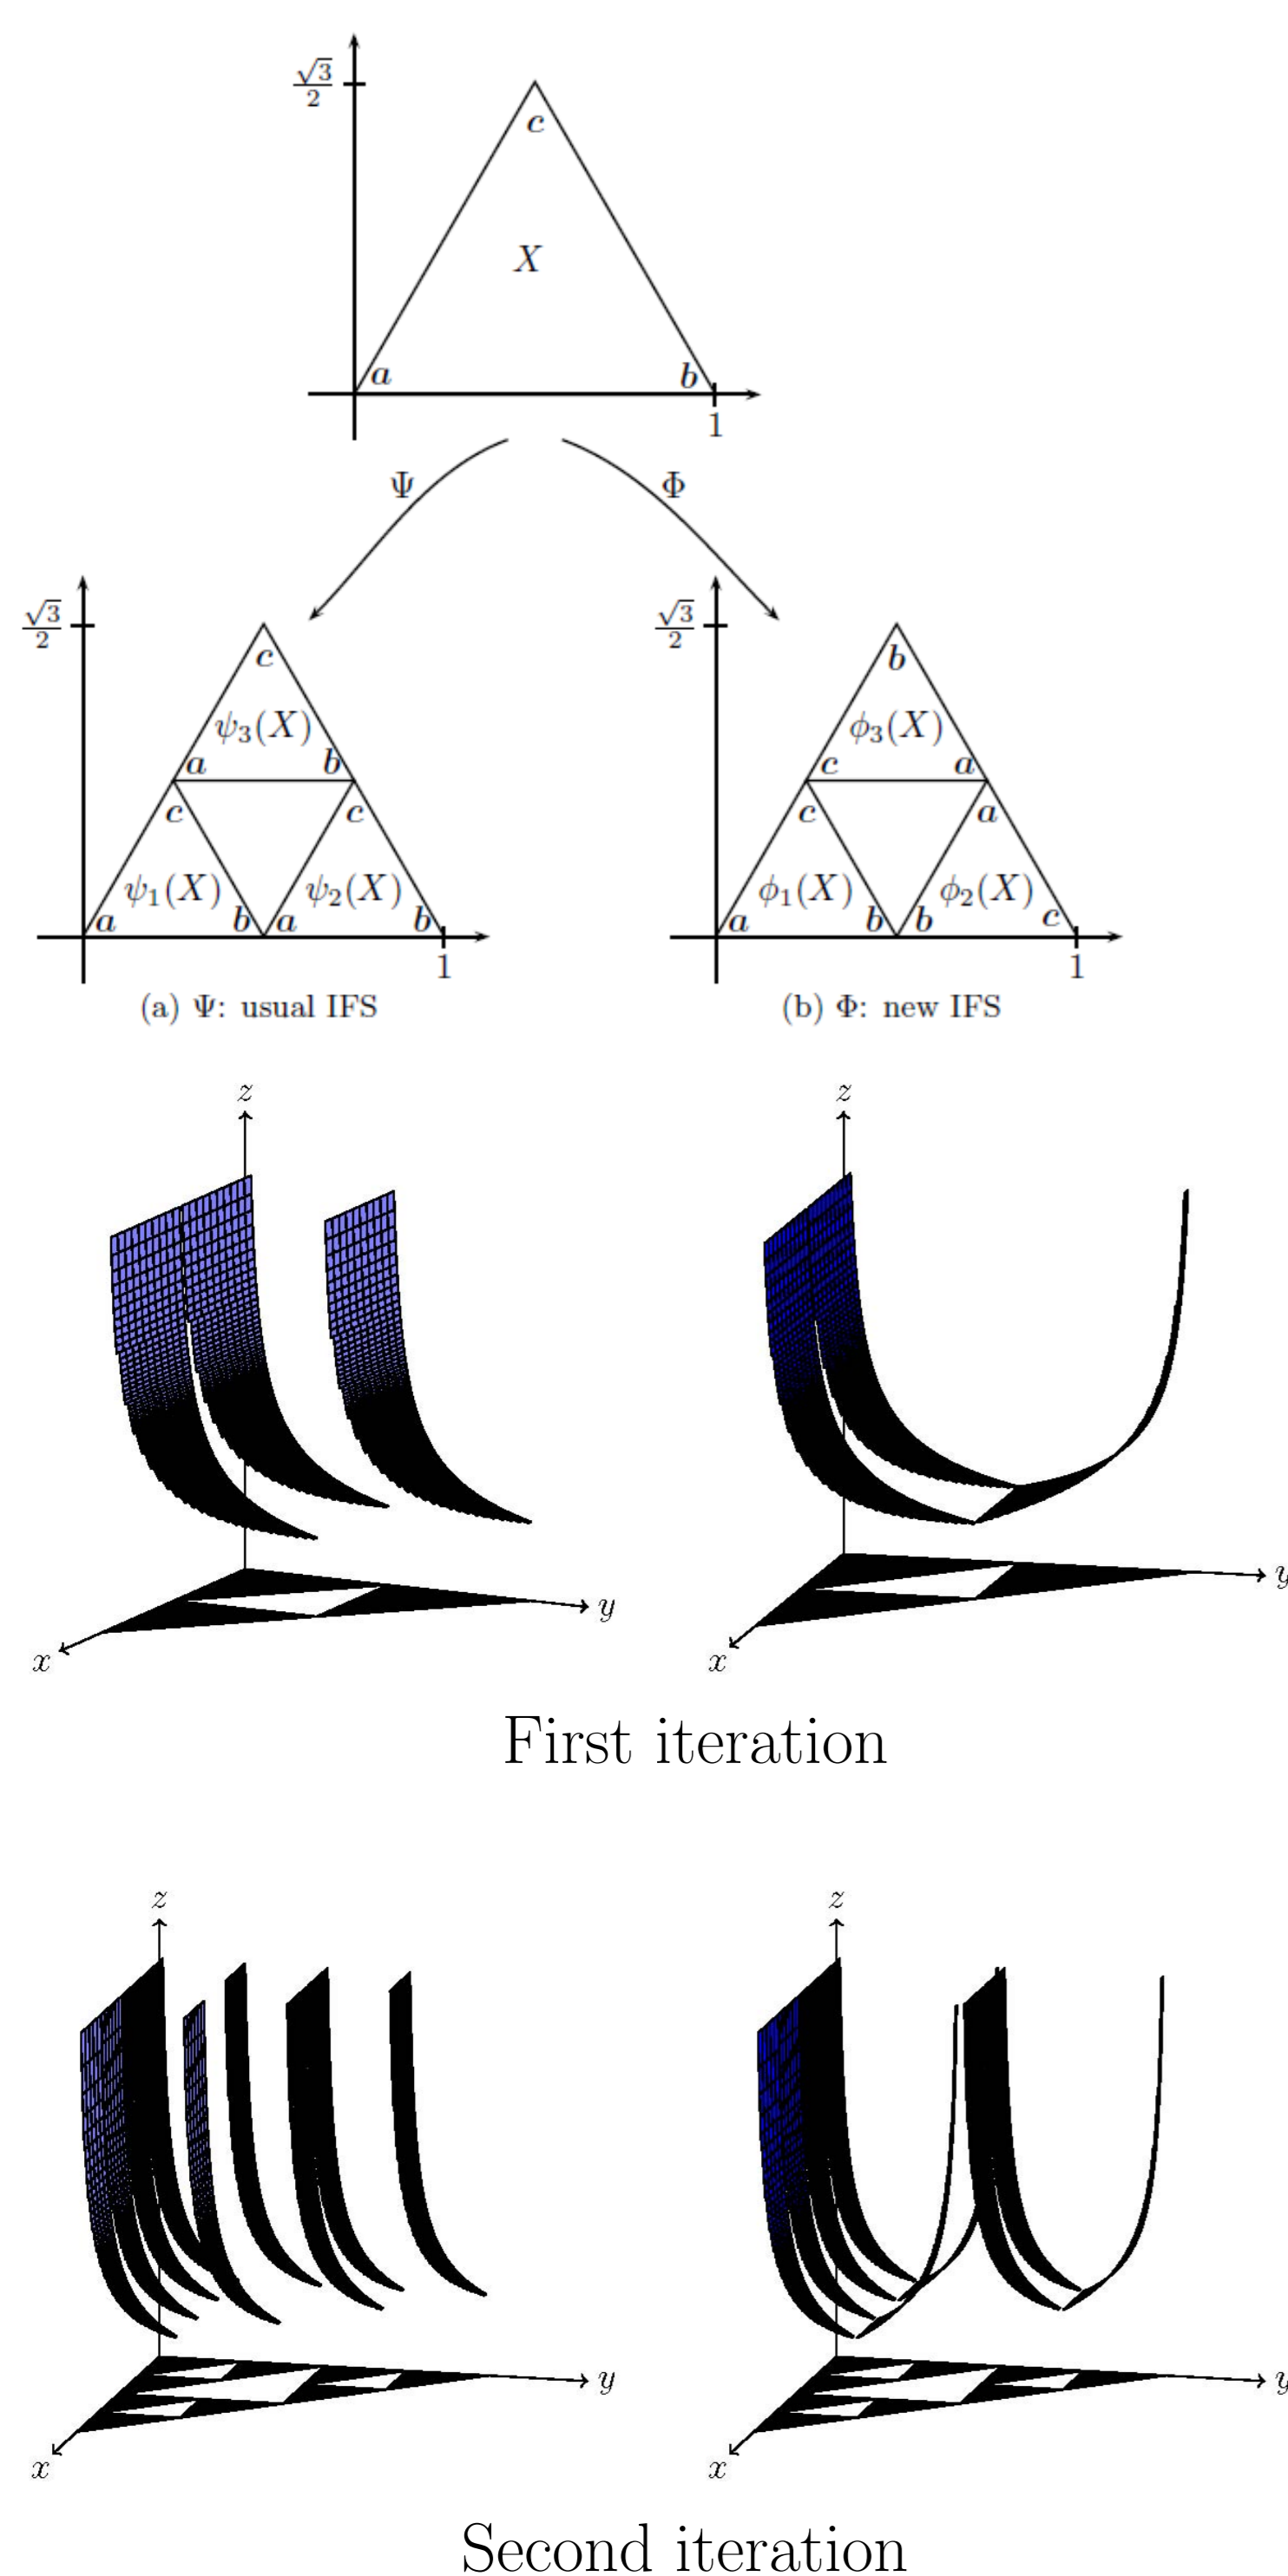 √3/2
c
X
a
b
1
Ψ
Φ
√3/2
c
ψ₃(X)
a b
c c
ψ₁(X) ψ₂(X)
a b a b
1
(a) Ψ: usual IFS
√3/2
b
ϕ₃(X)
c a
c a
ϕ₁(X) ϕ₂(X)
a b b c
1
(b) Φ: new IFS
z
y
x
z
y
x
First iteration
z
y
x
z
y
x
Second iteration